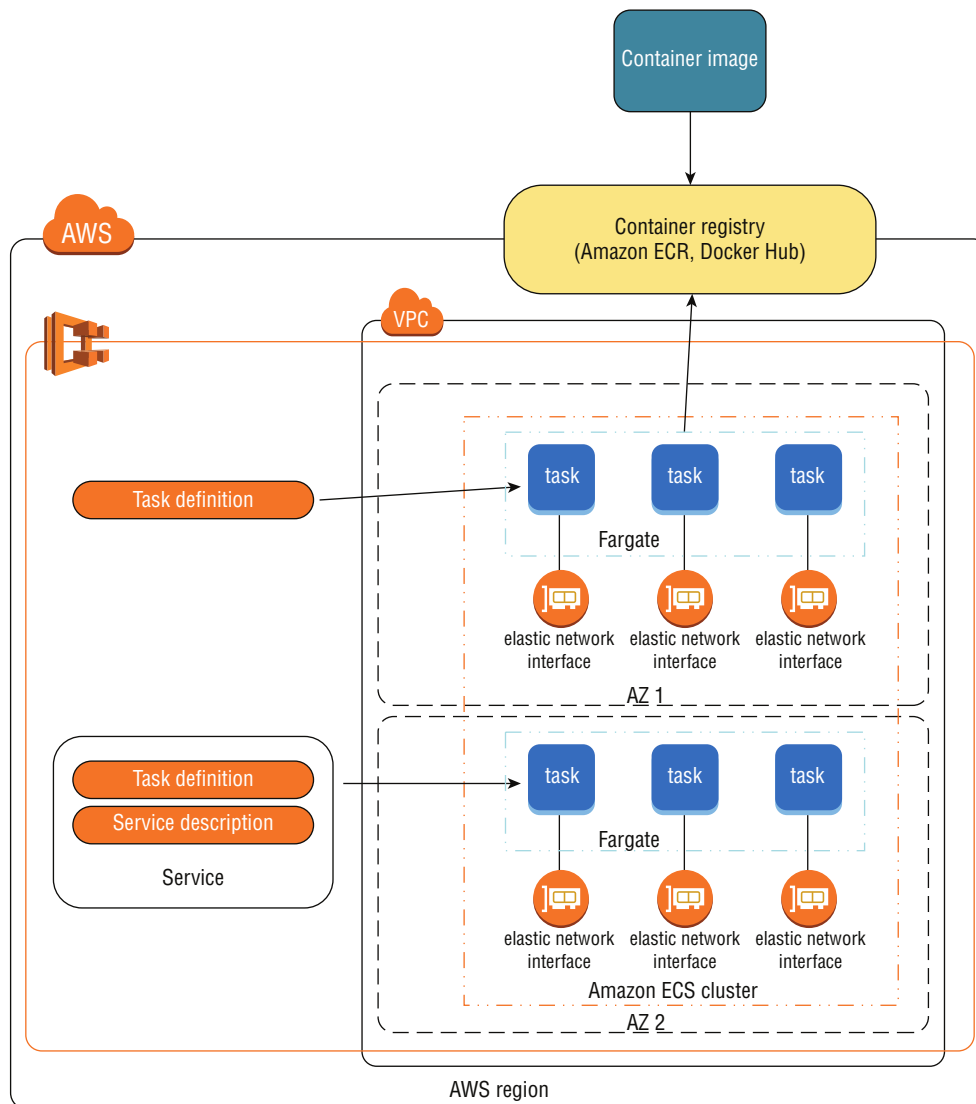 Container image
AWS
Container registry
(Amazon ECR, Docker Hub)
VPC
Task definition
task
task
task
Fargate
elastic network
interface
elastic network
interface
elastic network
interface
AZ 1
Task definition
Service description
Service
task
task
task
Fargate
elastic network
interface
elastic network
interface
elastic network
interface
Amazon ECS cluster
AZ 2
AWS region